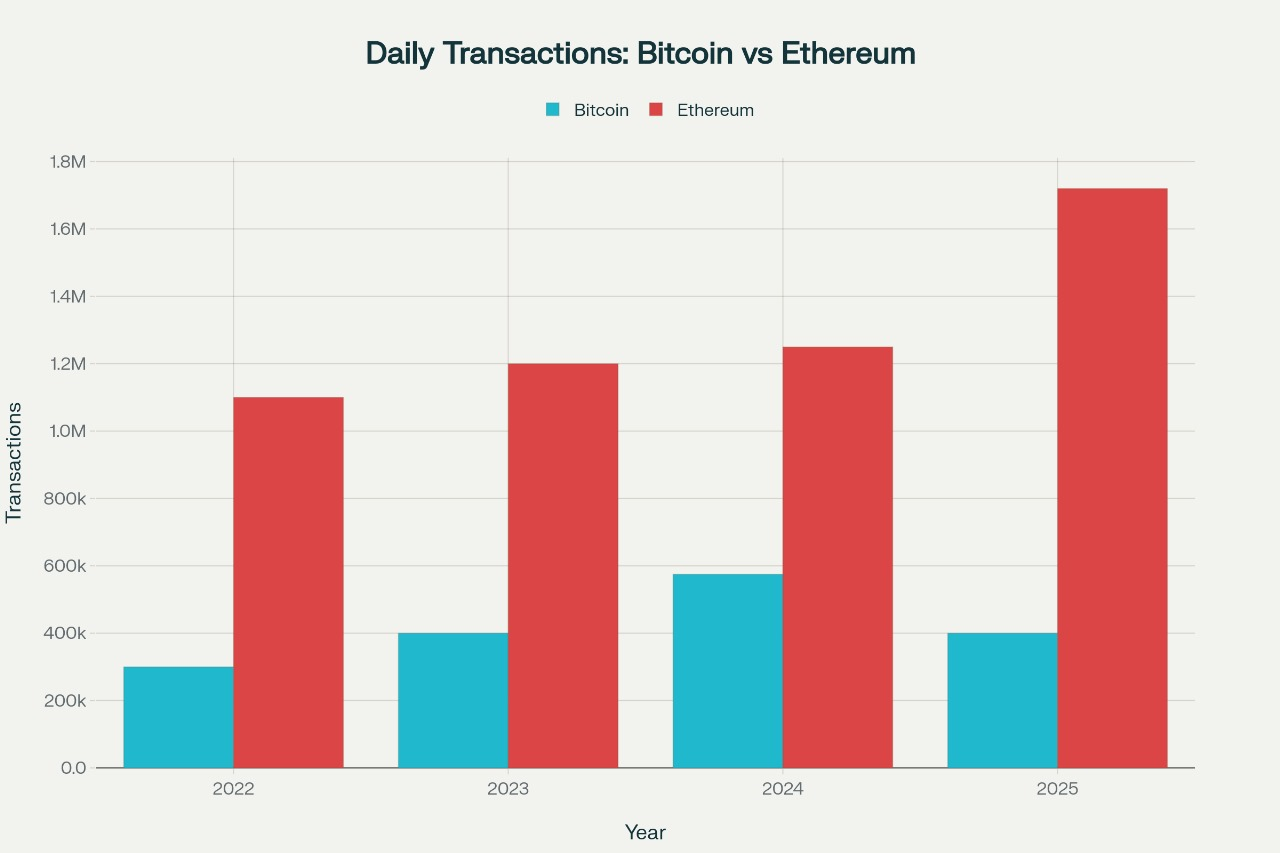 Daily Transactions: Bitcoin vs Ethereum
Bitcoin Ethereum
1.8M
1.6M
1.4M
1.2M
1.0M
800k
600k
400k
200k
0.0
Transactions
2022 2023 2024 2025
Year